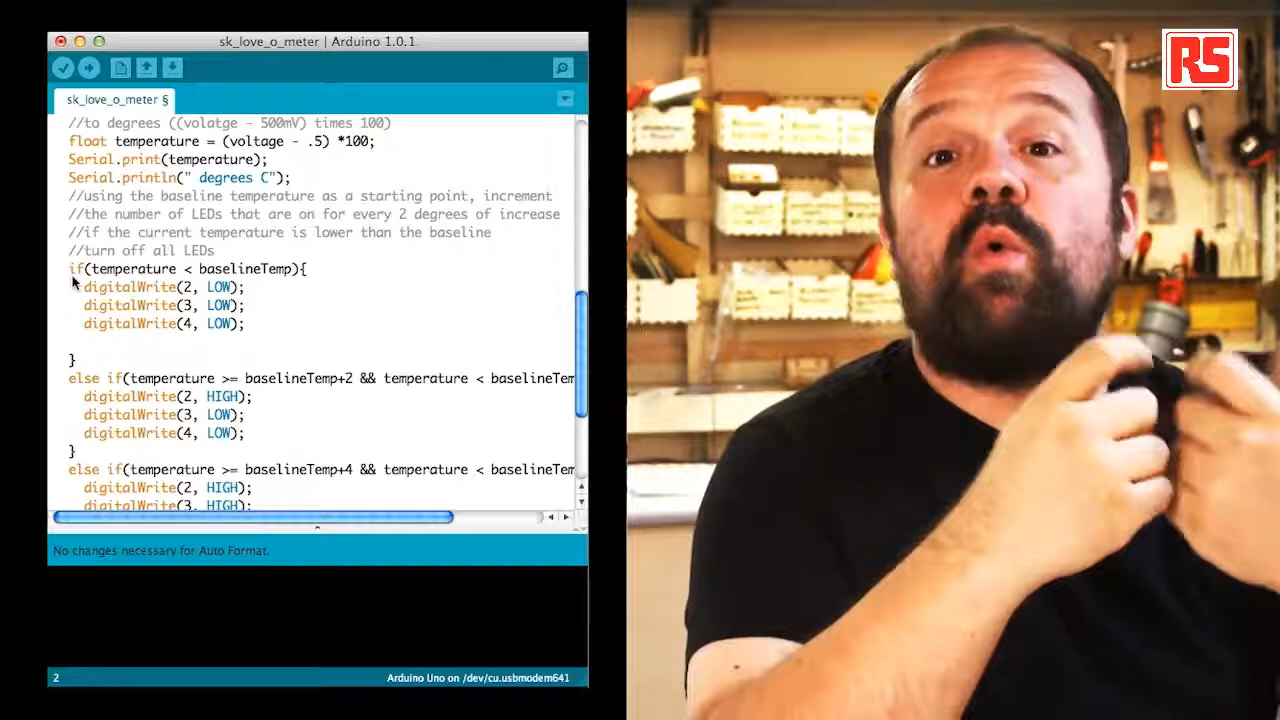 sk_love_o_meter | Arduino 1.0.1
sk_love_o_meter §
//to degrees ((volatge - 500mV) times 100)
float temperature = (voltage - .5) *100;
Serial.print(temperature);
Serial.println(" degrees C");
//using the baseline temperature as a starting point, increment
//the number of LEDs that are on for every 2 degrees of increase
//if the current temperature is lower than the baseline
//turn off all LEDs
if(temperature < baselineTemp){
digitalWrite(2, LOW);
digitalWrite(3, LOW);
digitalWrite(4, LOW);
}
else if(temperature >= baselineTemp+2 && temperature < baselineTem
digitalWrite(2, HIGH);
digitalWrite(3, LOW);
digitalWrite(4, LOW);
}
else if(temperature >= baselineTemp+4 && temperature < baselineTem
digitalWrite(2, HIGH);
digitalWrite(3, HIGH);
No changes necessary for Auto Format.
2
Arduino Uno on /dev/cu.usbmodem641
RS